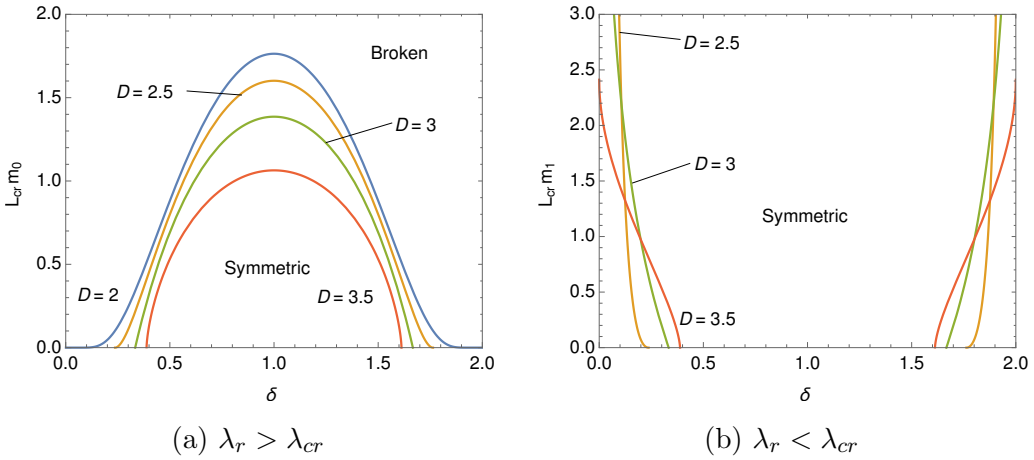 Broken
D = 2.5
D = 3
Symmetric
D = 2
D = 3.5
0.0
0.5
1.0
1.5
2.0
0.0
0.5
1.0
1.5
2.0
δ
L_cr m_0
(a) λ_r > λ_cr
D = 2.5
D = 3
Symmetric
D = 3.5
0.0
0.5
1.0
1.5
2.0
2.5
3.0
0.0
0.5
1.0
1.5
2.0
δ
L_cr m_1
(b) λ_r < λ_cr